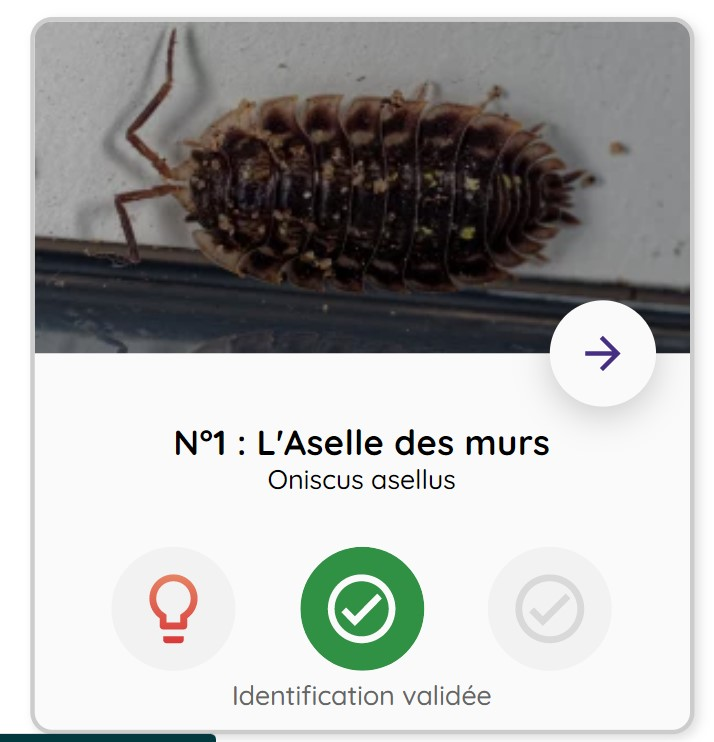 N°1 : L'Aselle des murs
Oniscus asellus
Identification validée